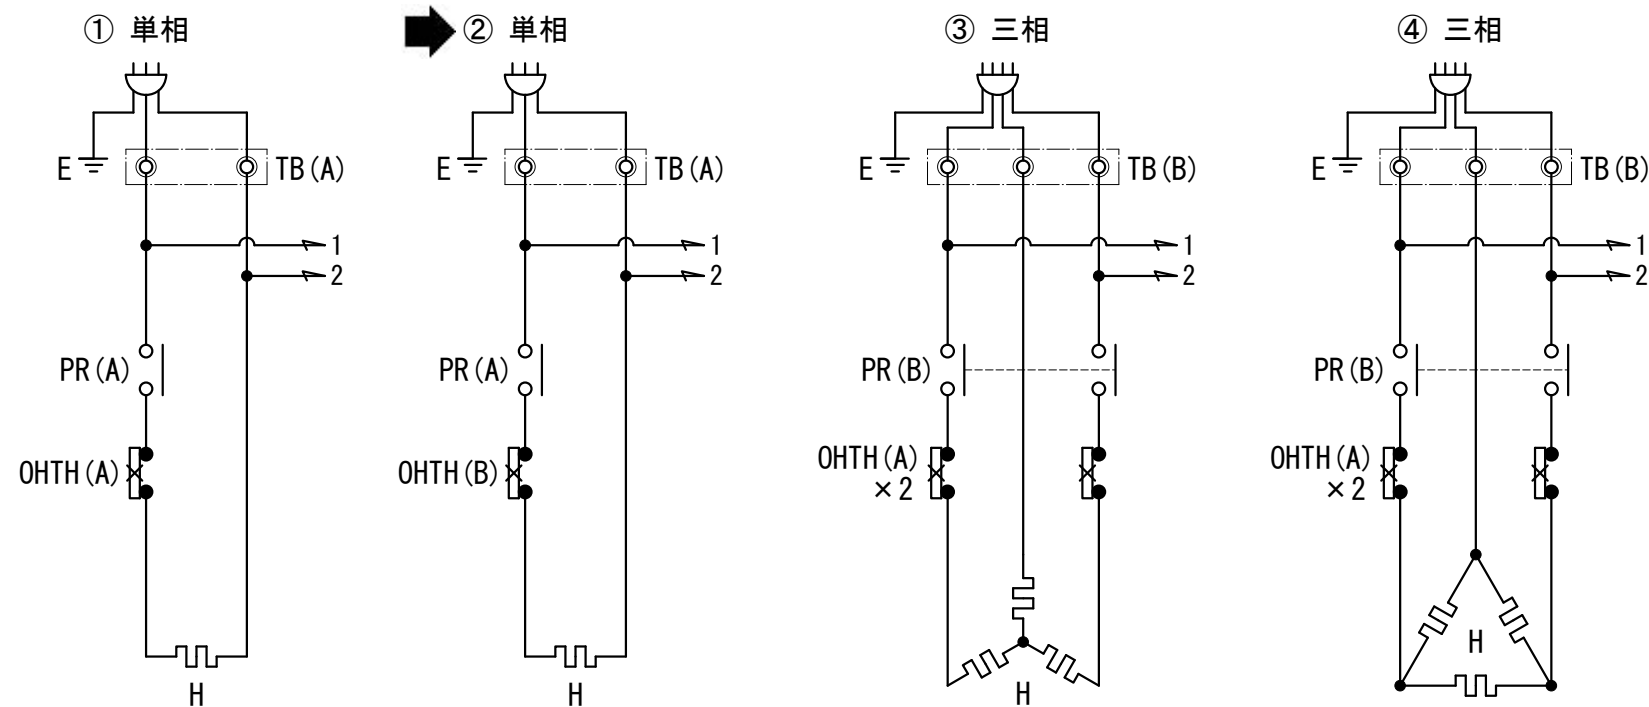 ① 単相
② 単相
③ 三相
④ 三相
E
TB(A)
E
TB(A)
E
TB(B)
E
TB(B)
1
1
1
1
2
2
2
2
PR(A)
PR(A)
PR(B)
PR(B)
OHTH(A)
OHTH(B)
OHTH(A)
×2
OHTH(A)
×2
H
H
H
H